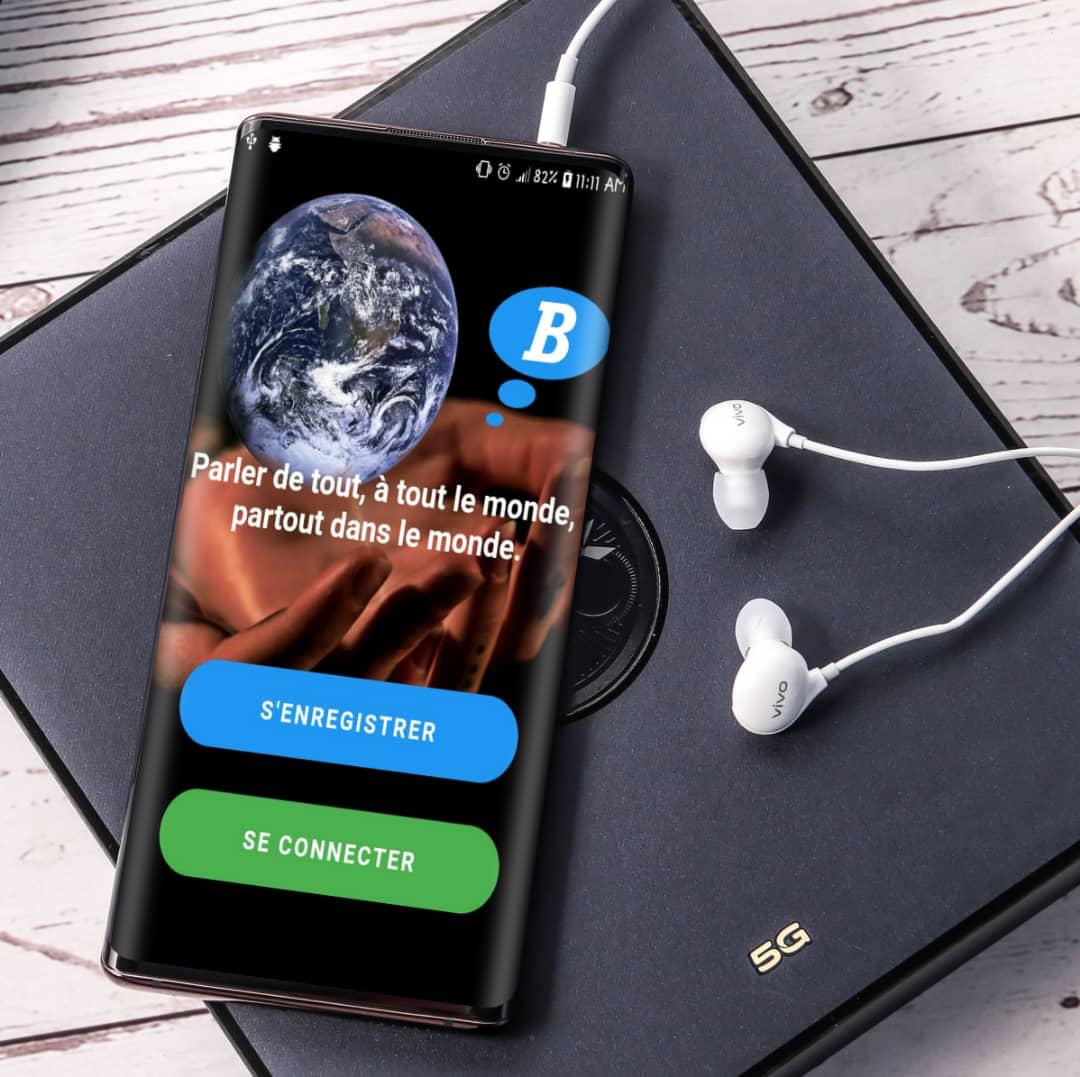 82% 11:11 AM
B
Parler de tout, à tout le monde,
partout dans le monde.
S'ENREGISTRER
SE CONNECTER
vivo
vivo
5G